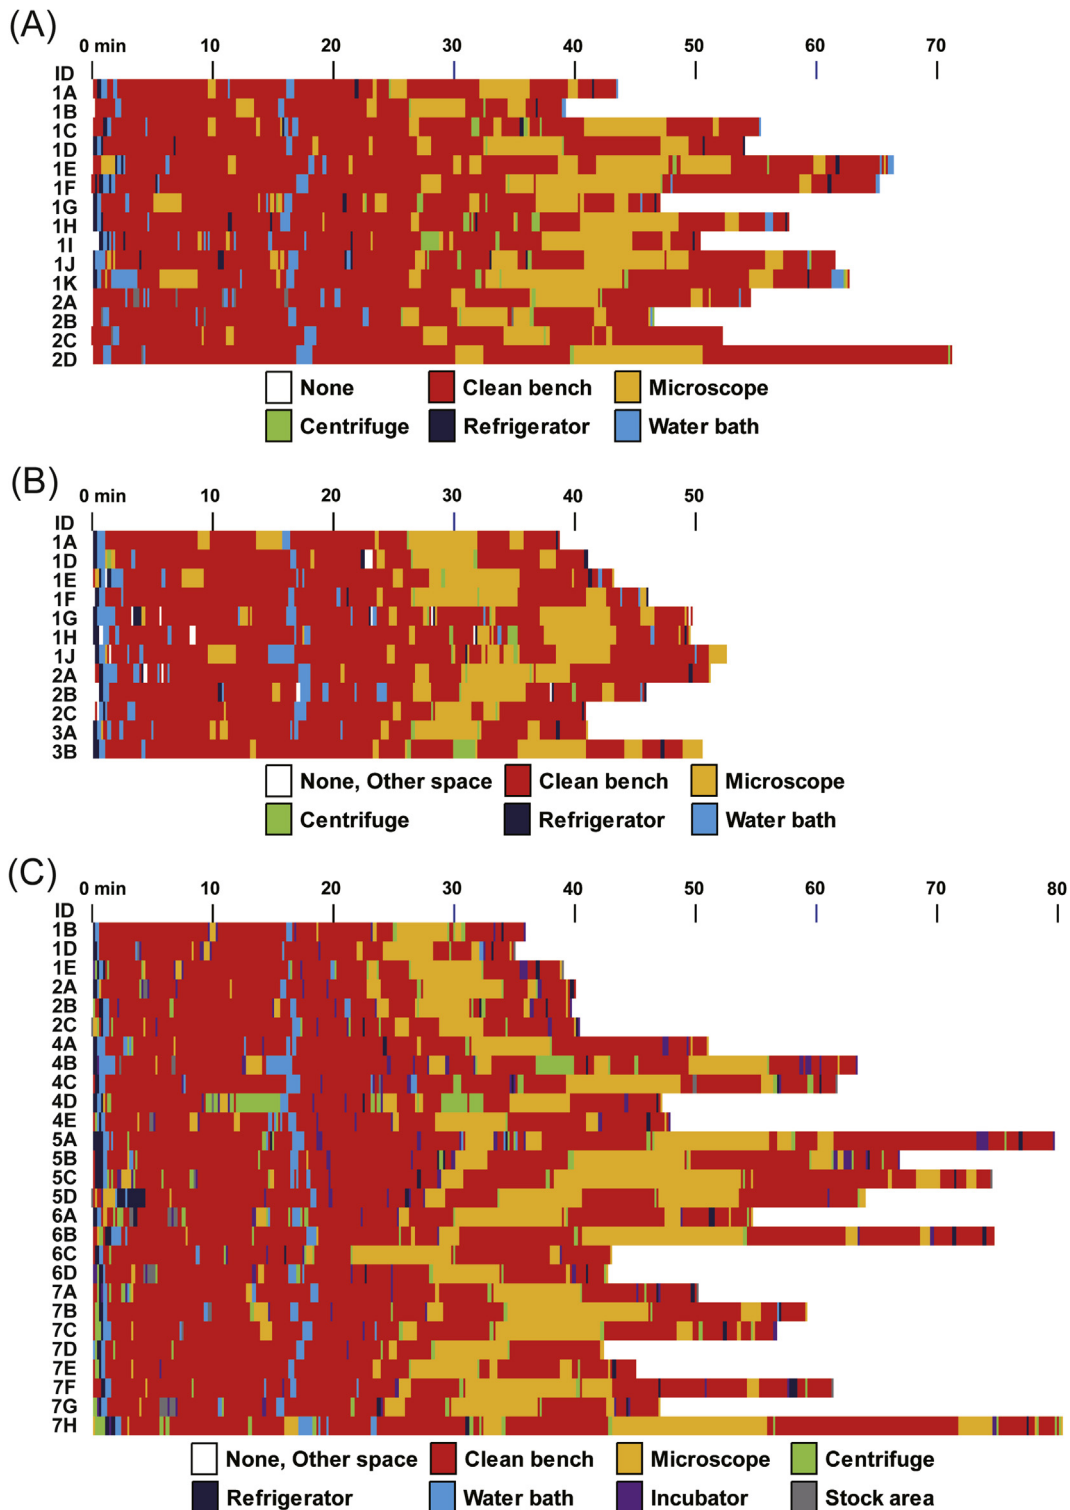 (A)
0 min 10 20 30 40 50 60 70
ID
1A
1B
1C
1D
1E
1F
1G
1H
1I
1J
1K
2A
2B
2C
2D
None Clean bench Microscope
Centrifuge Refrigerator Water bath
(B)
0 min 10 20 30 40 50
ID
1A
1D
1E
1F
1G
1H
1J
2A
2B
2C
3A
3B
None, Other space Clean bench Microscope
Centrifuge Refrigerator Water bath
(C)
0 min 10 20 30 40 50 60 70 80
ID
1B
1D
1E
2A
2B
2C
4A
4B
4C
4D
4E
5A
5B
5C
5D
6A
6B
6C
6D
7A
7B
7C
7D
7E
7F
7G
7H
None, Other space Clean bench Microscope Centrifuge
Refrigerator Water bath Incubator Stock area